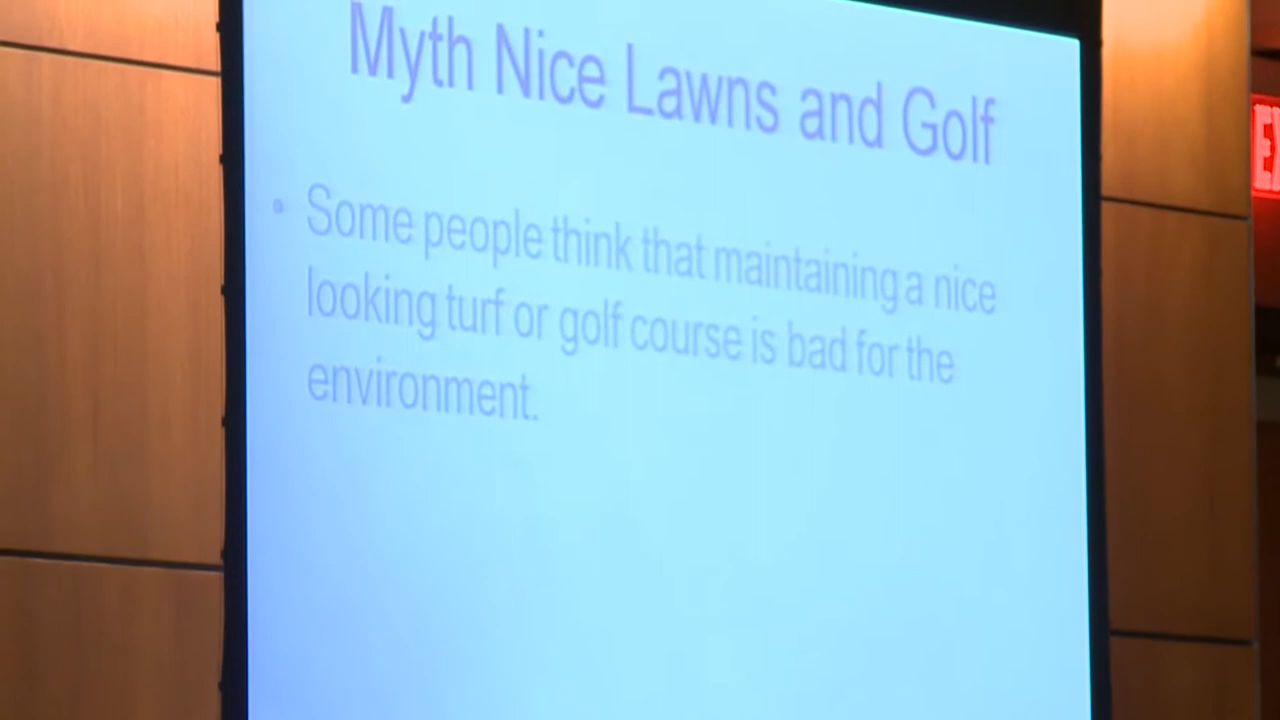 Myth Nice Lawns and Golf
• Some people think that maintaining a nice
looking turf or golf course is bad for the
environment.